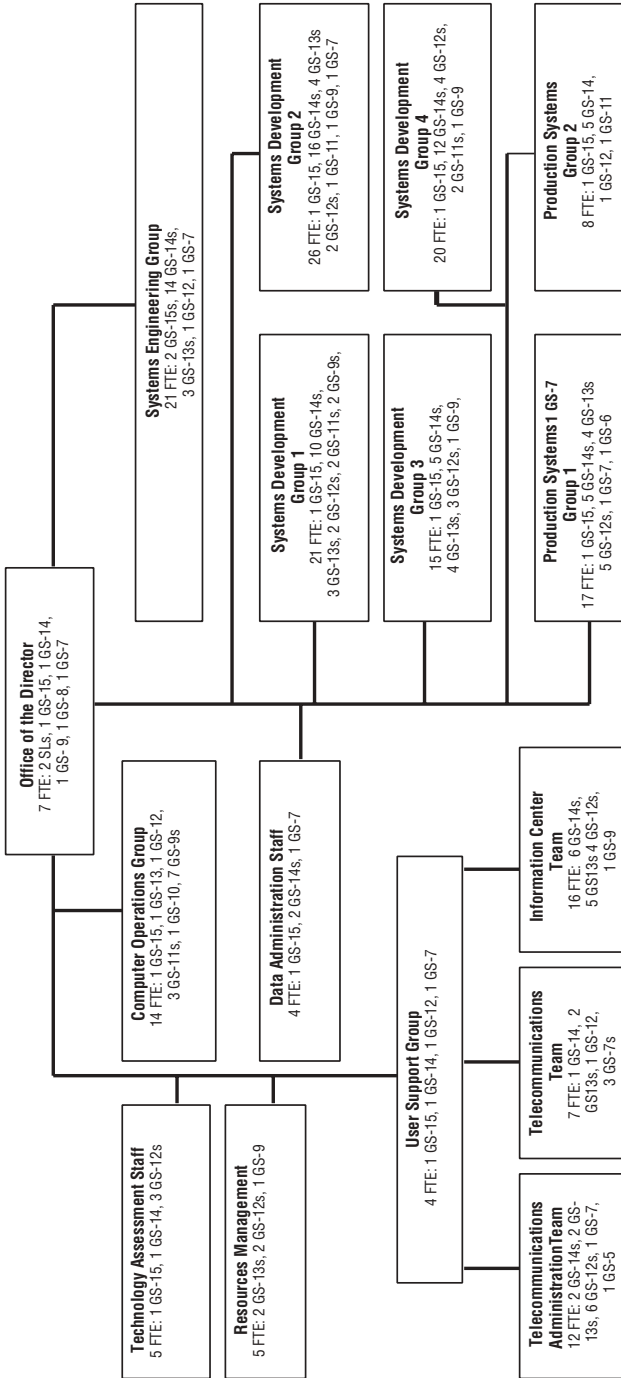 Office of the Director
7 FTE: 2 SLs, 1 GS-15, 1 GS-14,
1 GS- 9, 1 GS-8, 1 GS-7
Systems Engineering Group
21 FTE: 2 GS-15s, 14 GS-14s,
3 GS-13s, 1 GS-12, 1 GS-7
Computer Operations Group
14 FTE: 1 GS-15, 1 GS-13, 1 GS-12,
3 GS-11s, 1 GS-10, 7 GS-9s
Technology Assessment Staff
5 FTE: 1 GS-15, 1 GS-14, 3 GS-12s
Resources Management
5 FTE: 2 GS-13s, 2 GS-12s, 1 GS-9
Data Administration Staff
4 FTE: 1 GS-15, 2 GS-14s, 1 GS-7
Systems Development
Group 1
21 FTE: 1 GS-15, 10 GS-14s,
3 GS-13s, 2 GS-12s, 2 GS-11s, 2 GS-9s,
Systems Development
Group 2
26 FTE: 1 GS-15, 16 GS-14s, 4 GS-13s
2 GS-12s, 1 GS-11, 1 GS-9, 1 GS-7
Systems Development
Group 3
15 FTE: 1 GS-15, 5 GS-14s,
4 GS-13s, 3 GS-12s, 1 GS-9,
Systems Development
Group 4
20 FTE: 1 GS-15, 12 GS-14s, 4 GS-12s,
2 GS-11s, 1 GS-9
User Support Group
4 FTE: 1 GS-15, 1 GS-14, 1 GS-12, 1 GS-7
Telecommunications
AdministrationTeam
12 FTE: 2 GS-14s, 2 GS-
13s, 6 GS-12s, 1 GS-7,
1 GS-5
Telecommunications
Team
7 FTE: 1 GS-14, 2
GS13s, 1 GS-12,
3 GS-7s
Information Center
Team
16 FTE: 6 GS-14s,
5 GS13s 4 GS-12s,
1 GS-9
Production Systems1 GS-7
Group 1
17 FTE: 1 GS-15, 5 GS-14s, 4 GS-13s
5 GS-12s, 1 GS-7, 1 GS-6
Production Systems
Group 2
8 FTE: 1 GS-15, 5 GS-14,
1 GS-12, 1 GS-11